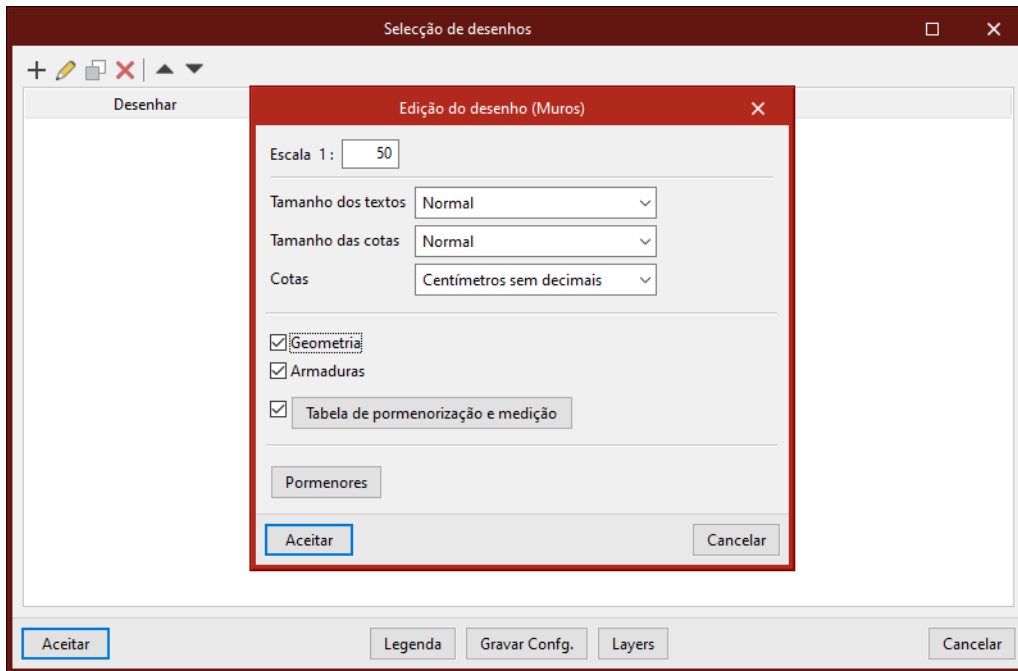 Selecção de desenhos
Desenhar
Edição do desenho (Muros)
Escala 1 : 50
Tamanho dos textos Normal
Tamanho das cotas Normal
Cotas Centímetros sem decimais
Geometria
Armaduras
Tabela de pormenorização e medição
Pormenores
Aceitar Cancelar
Aceitar Legenda Gravar Confg. Layers Cancelar